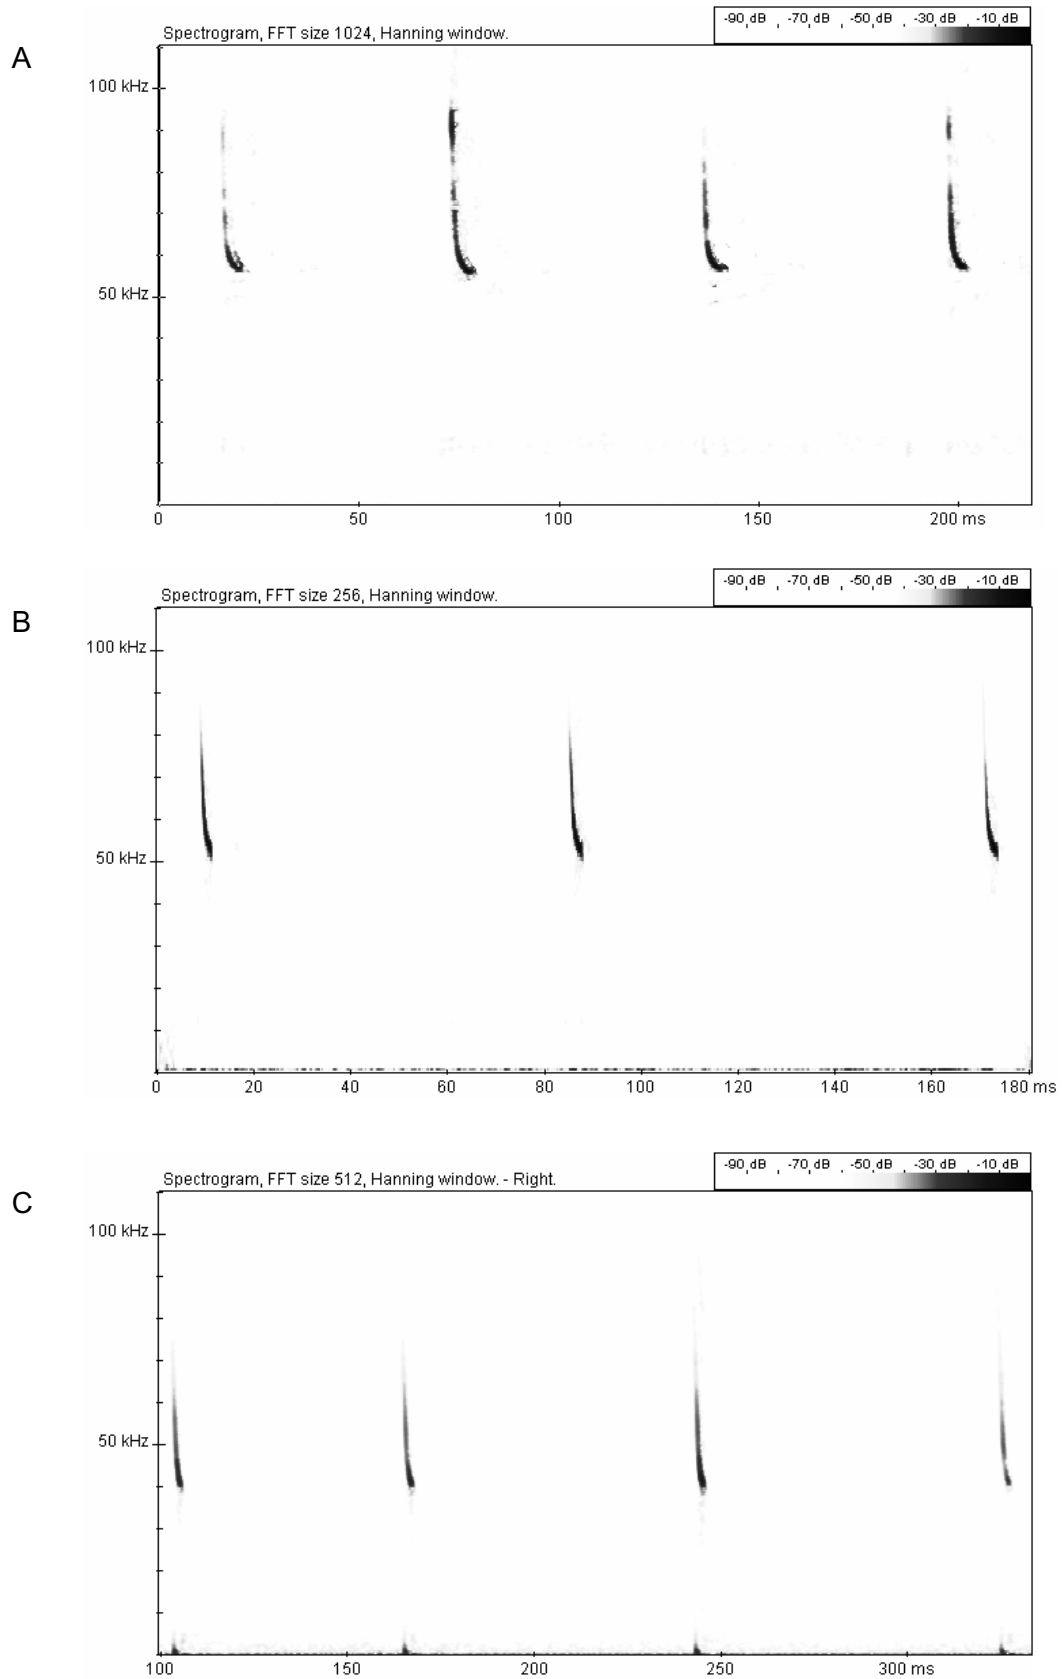 -90 dB -70 dB -50 dB -30 dB -10 dB
Spectrogram, FFT size 1024, Hanning window.
A
100 kHz
50 kHz
0 50 100 150 200 ms
-90 dB -70 dB -50 dB -30 dB -10 dB
Spectrogram, FFT size 256, Hanning window.
B
100 kHz
50 kHz
0 20 40 60 80 100 120 140 160 180 ms
-90 dB -70 dB -50 dB -30 dB -10 dB
Spectrogram, FFT size 512, Hanning window. - Right.
C
100 kHz
50 kHz
100 150 200 250 300 ms